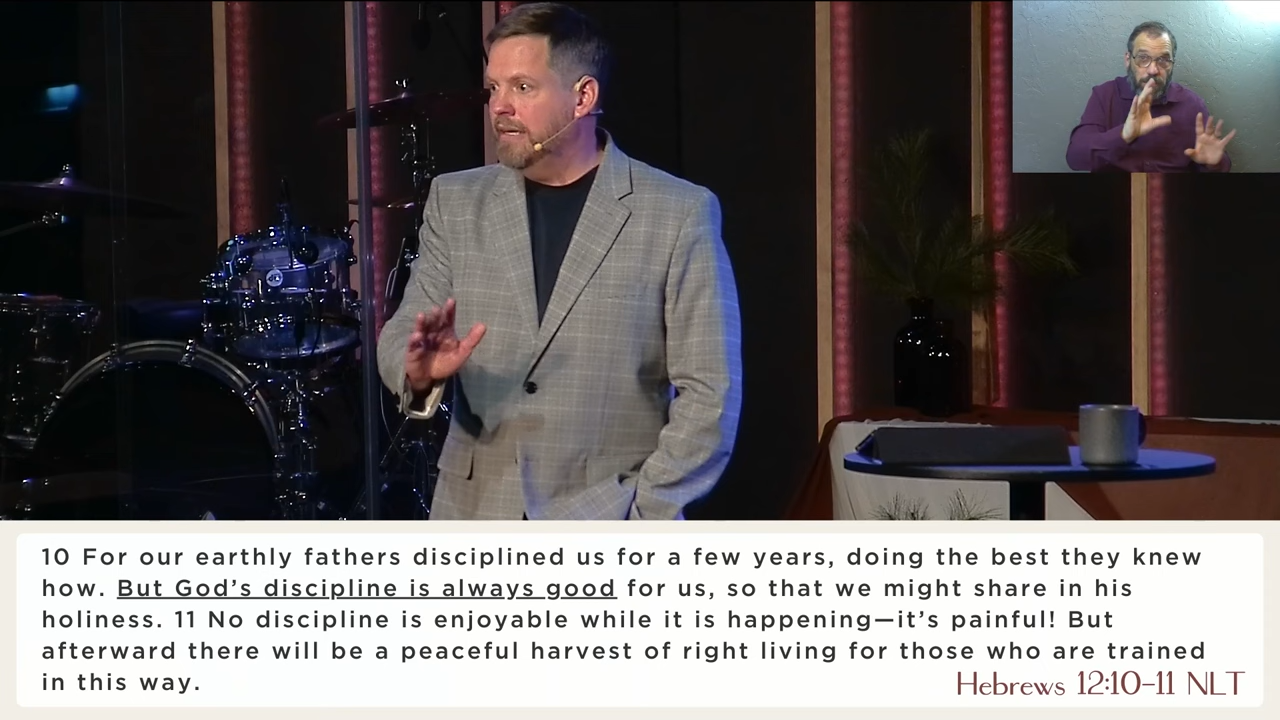 10 For our earthly fathers disciplined us for a few years, doing the best they knew
how. But God’s discipline is always good for us, so that we might share in his
holiness. 11 No discipline is enjoyable while it is happening—it’s painful! But
afterward there will be a peaceful harvest of right living for those who are trained
in this way.
Hebrews 12:10-11 NLT